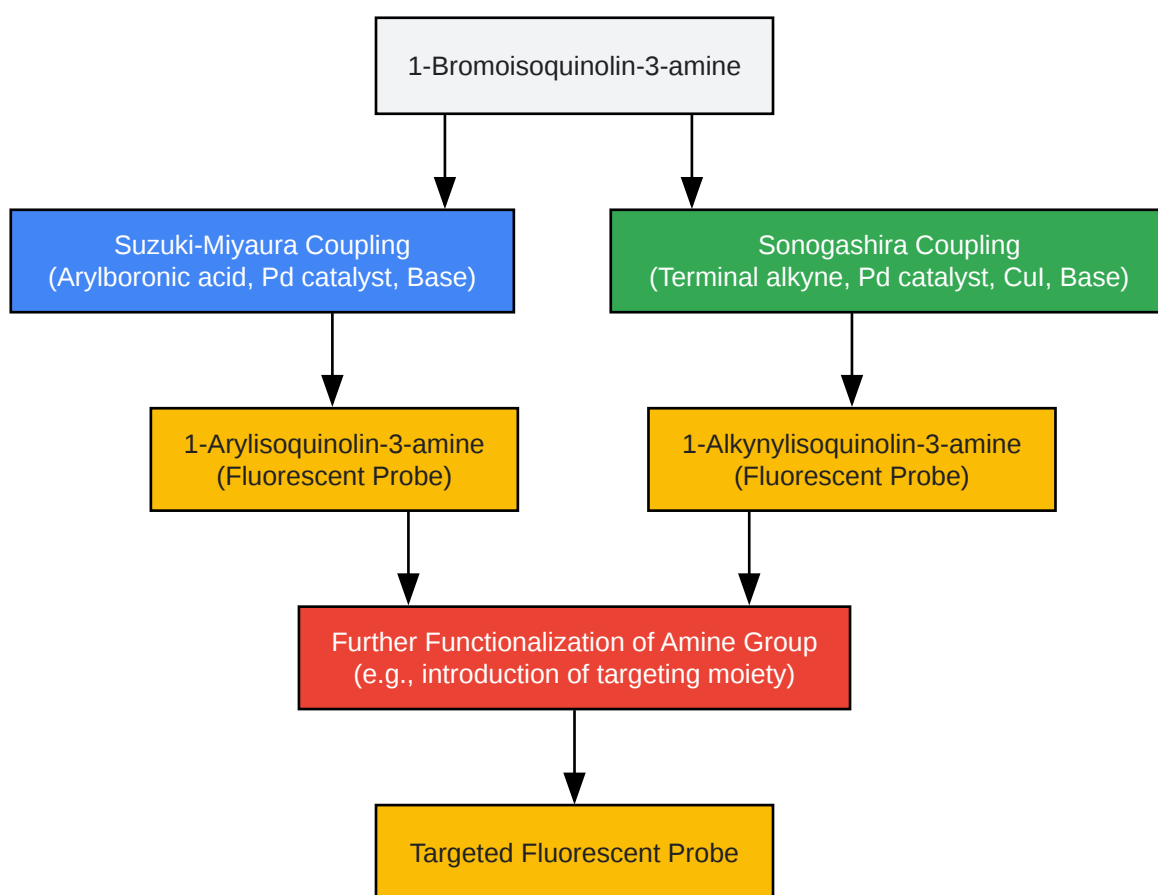 1-Bromoisoquinolin-3-amine
Suzuki-Miyaura Coupling
(Arylboronic acid, Pd catalyst, Base)
Sonogashira Coupling
(Terminal alkyne, Pd catalyst, CuI, Base)
1-Arylisoquinolin-3-amine
(Fluorescent Probe)
1-Alkynylisoquinolin-3-amine
(Fluorescent Probe)
Further Functionalization of Amine Group
(e.g., introduction of targeting moiety)
Targeted Fluorescent Probe